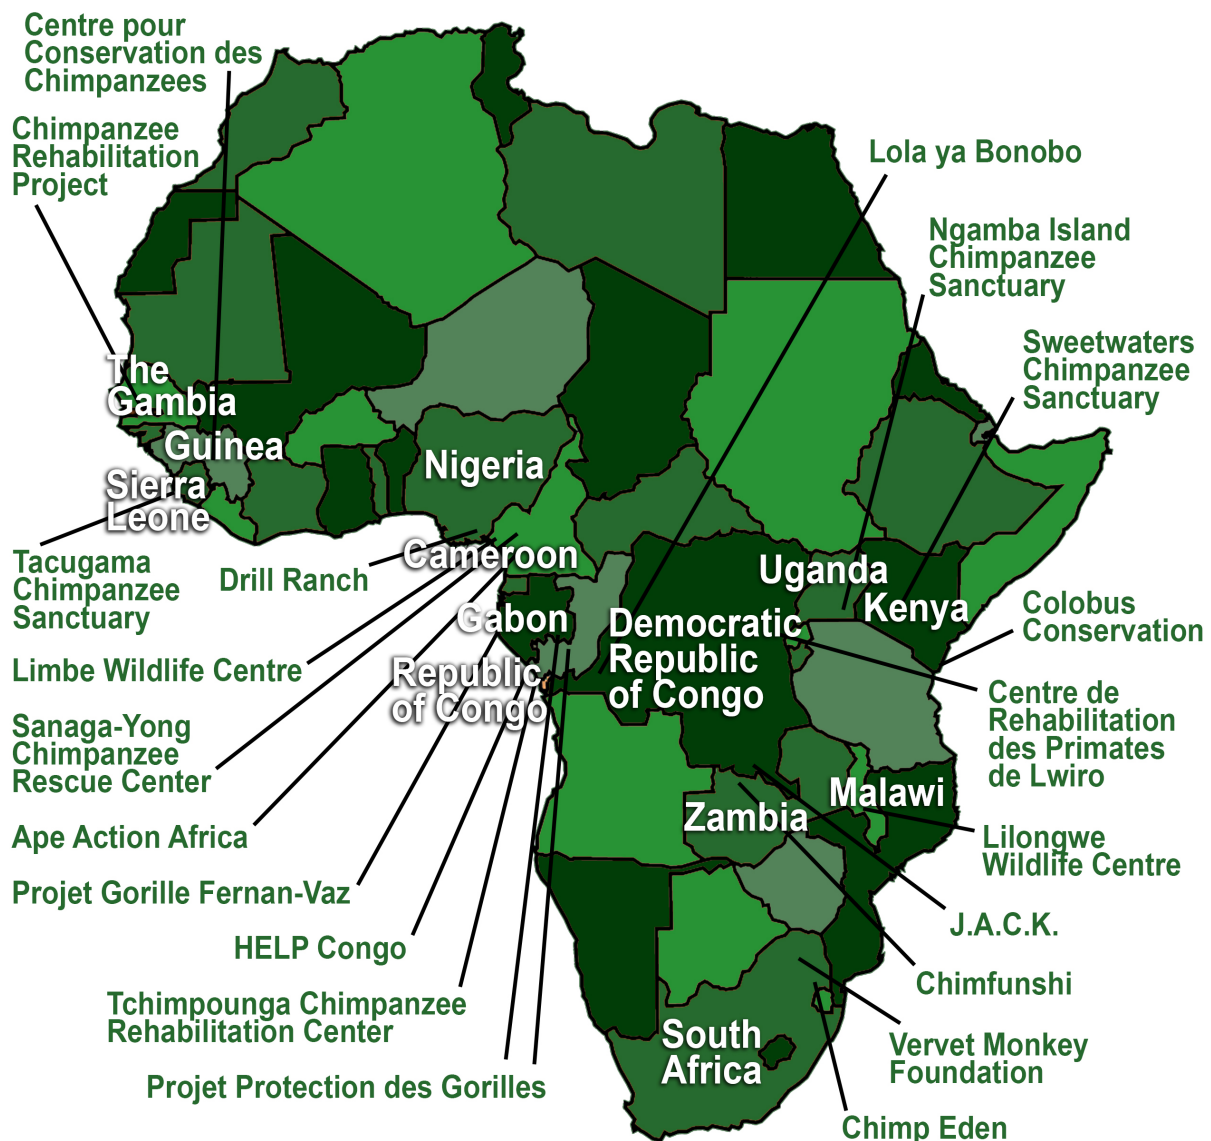 Centre pour
Conservation des
Chimpanzees
Chimpanzee
Rehabilitation
Project
Lola ya Bonobo
Ngamba Island
Chimpanzee
Sanctuary
Sweetwaters
Chimpanzee
Sanctuary
The
Gambia
Guinea
Sierra
Leone
Nigeria
Cameroon
Uganda
Kenya
Gabon
Democratic
Republic
of Congo
Republic
of Congo
Tacugama
Chimpanzee
Sanctuary
Drill Ranch
Colobus
Conservation
Limbe Wildlife Centre
Centre de
Rehabilitation
des Primates
de Lwiro
Sanaga-Yong
Chimpanzee
Rescue Center
Malawi
Zambia
Ape Action Africa
Lilongwe
Wildlife Centre
Projet Gorille Fernan-Vaz
J.A.C.K.
HELP Congo
Chimfunshi
Tchimpounga Chimpanzee
Rehabilitation Center
South
Africa
Vervet Monkey
Foundation
Projet Protection des Gorilles
Chimp Eden